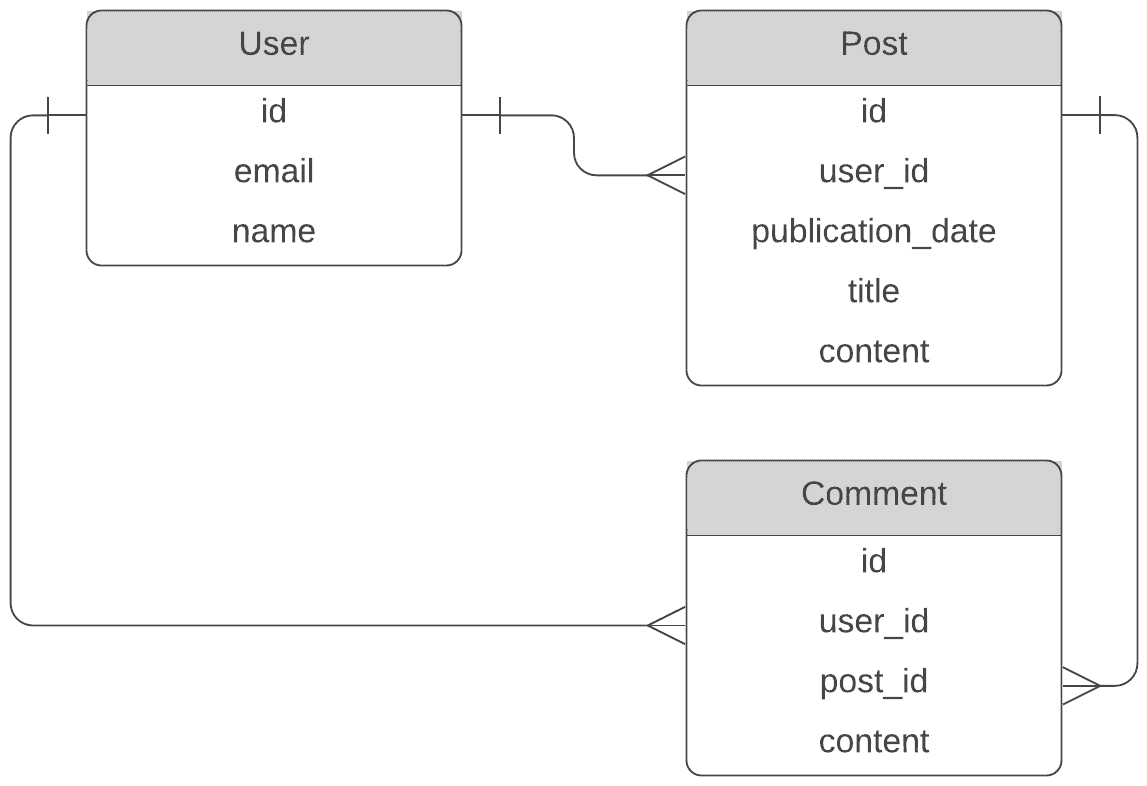 User
id
email
name
Post
id
user_id
publication_date
title
content
Comment
id
user_id
post_id
content